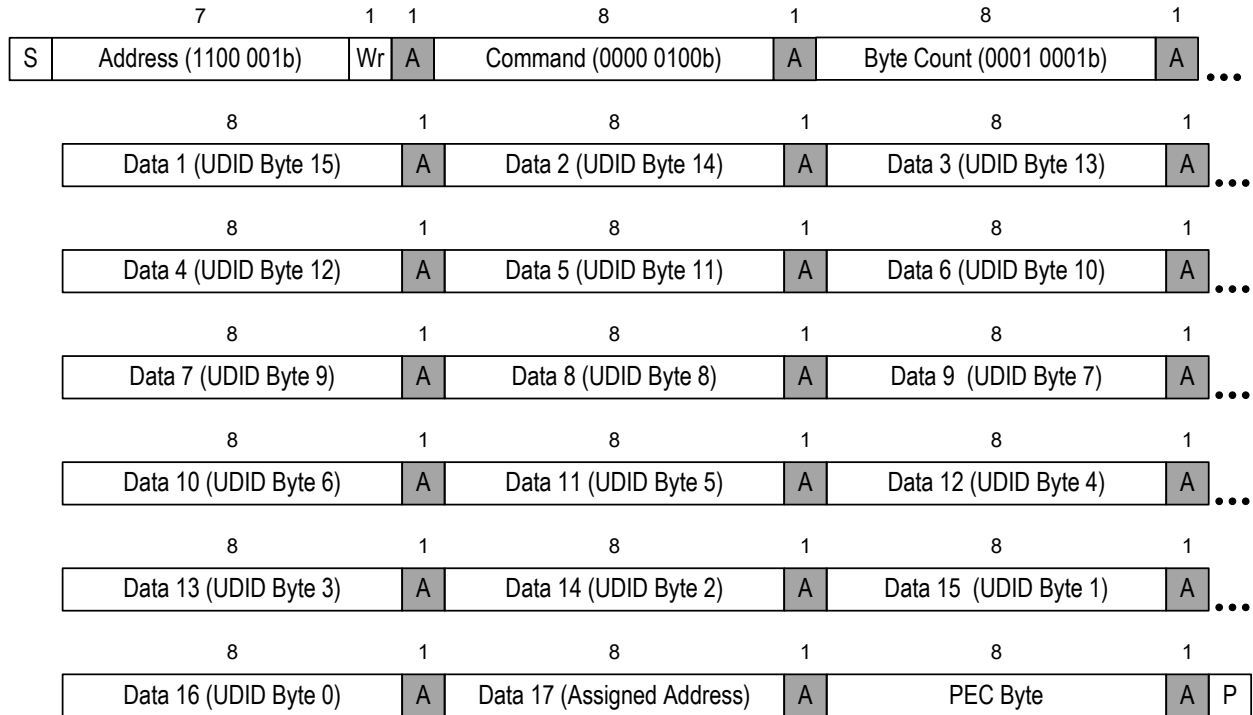 7 1 1 8 1 8 1
S Address (1100 001b) Wr A Command (0000 0100b) A Byte Count (0001 0001b) A •••
8 1 8 1 8 1
Data 1 (UDID Byte 15) A Data 2 (UDID Byte 14) A Data 3 (UDID Byte 13) A •••
8 1 8 1 8 1
Data 4 (UDID Byte 12) A Data 5 (UDID Byte 11) A Data 6 (UDID Byte 10) A •••
8 1 8 1 8 1
Data 7 (UDID Byte 9) A Data 8 (UDID Byte 8) A Data 9 (UDID Byte 7) A •••
8 1 8 1 8 1
Data 10 (UDID Byte 6) A Data 11 (UDID Byte 5) A Data 12 (UDID Byte 4) A •••
8 1 8 1 8 1
Data 13 (UDID Byte 3) A Data 14 (UDID Byte 2) A Data 15 (UDID Byte 1) A •••
8 1 8 1 8 1
Data 16 (UDID Byte 0) A Data 17 (Assigned Address) A PEC Byte A P